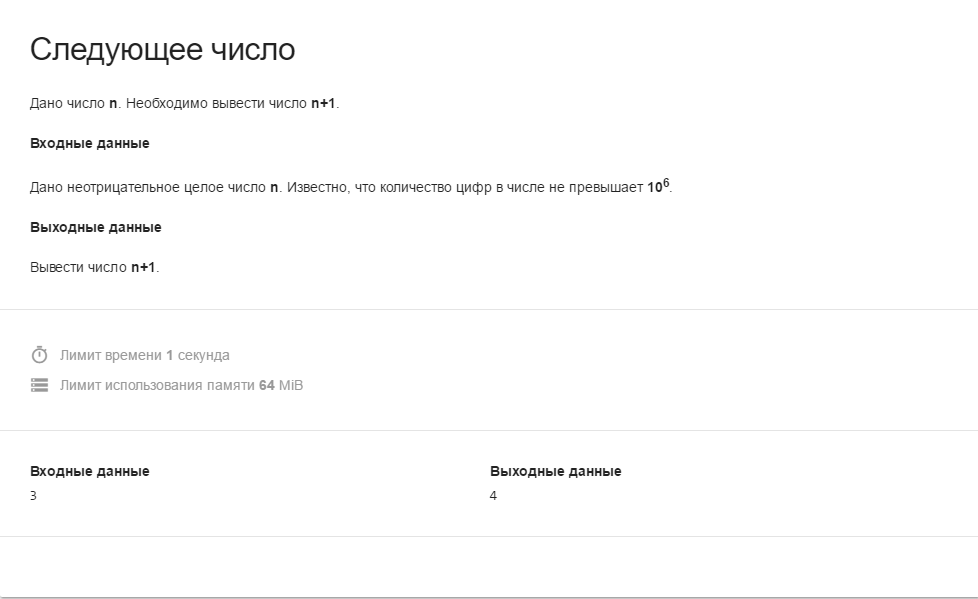 Следующее число
Дано число n. Необходимо вывести число n+1.
Входные данные
Дано неотрицательное целое число n. Известно, что количество цифр в числе не превышает 10⁶.
Выходные данные
Вывести число n+1.
Лимит времени 1 секунда
Лимит использования памяти 64 MiB
Входные данные
Выходные данные
3
4